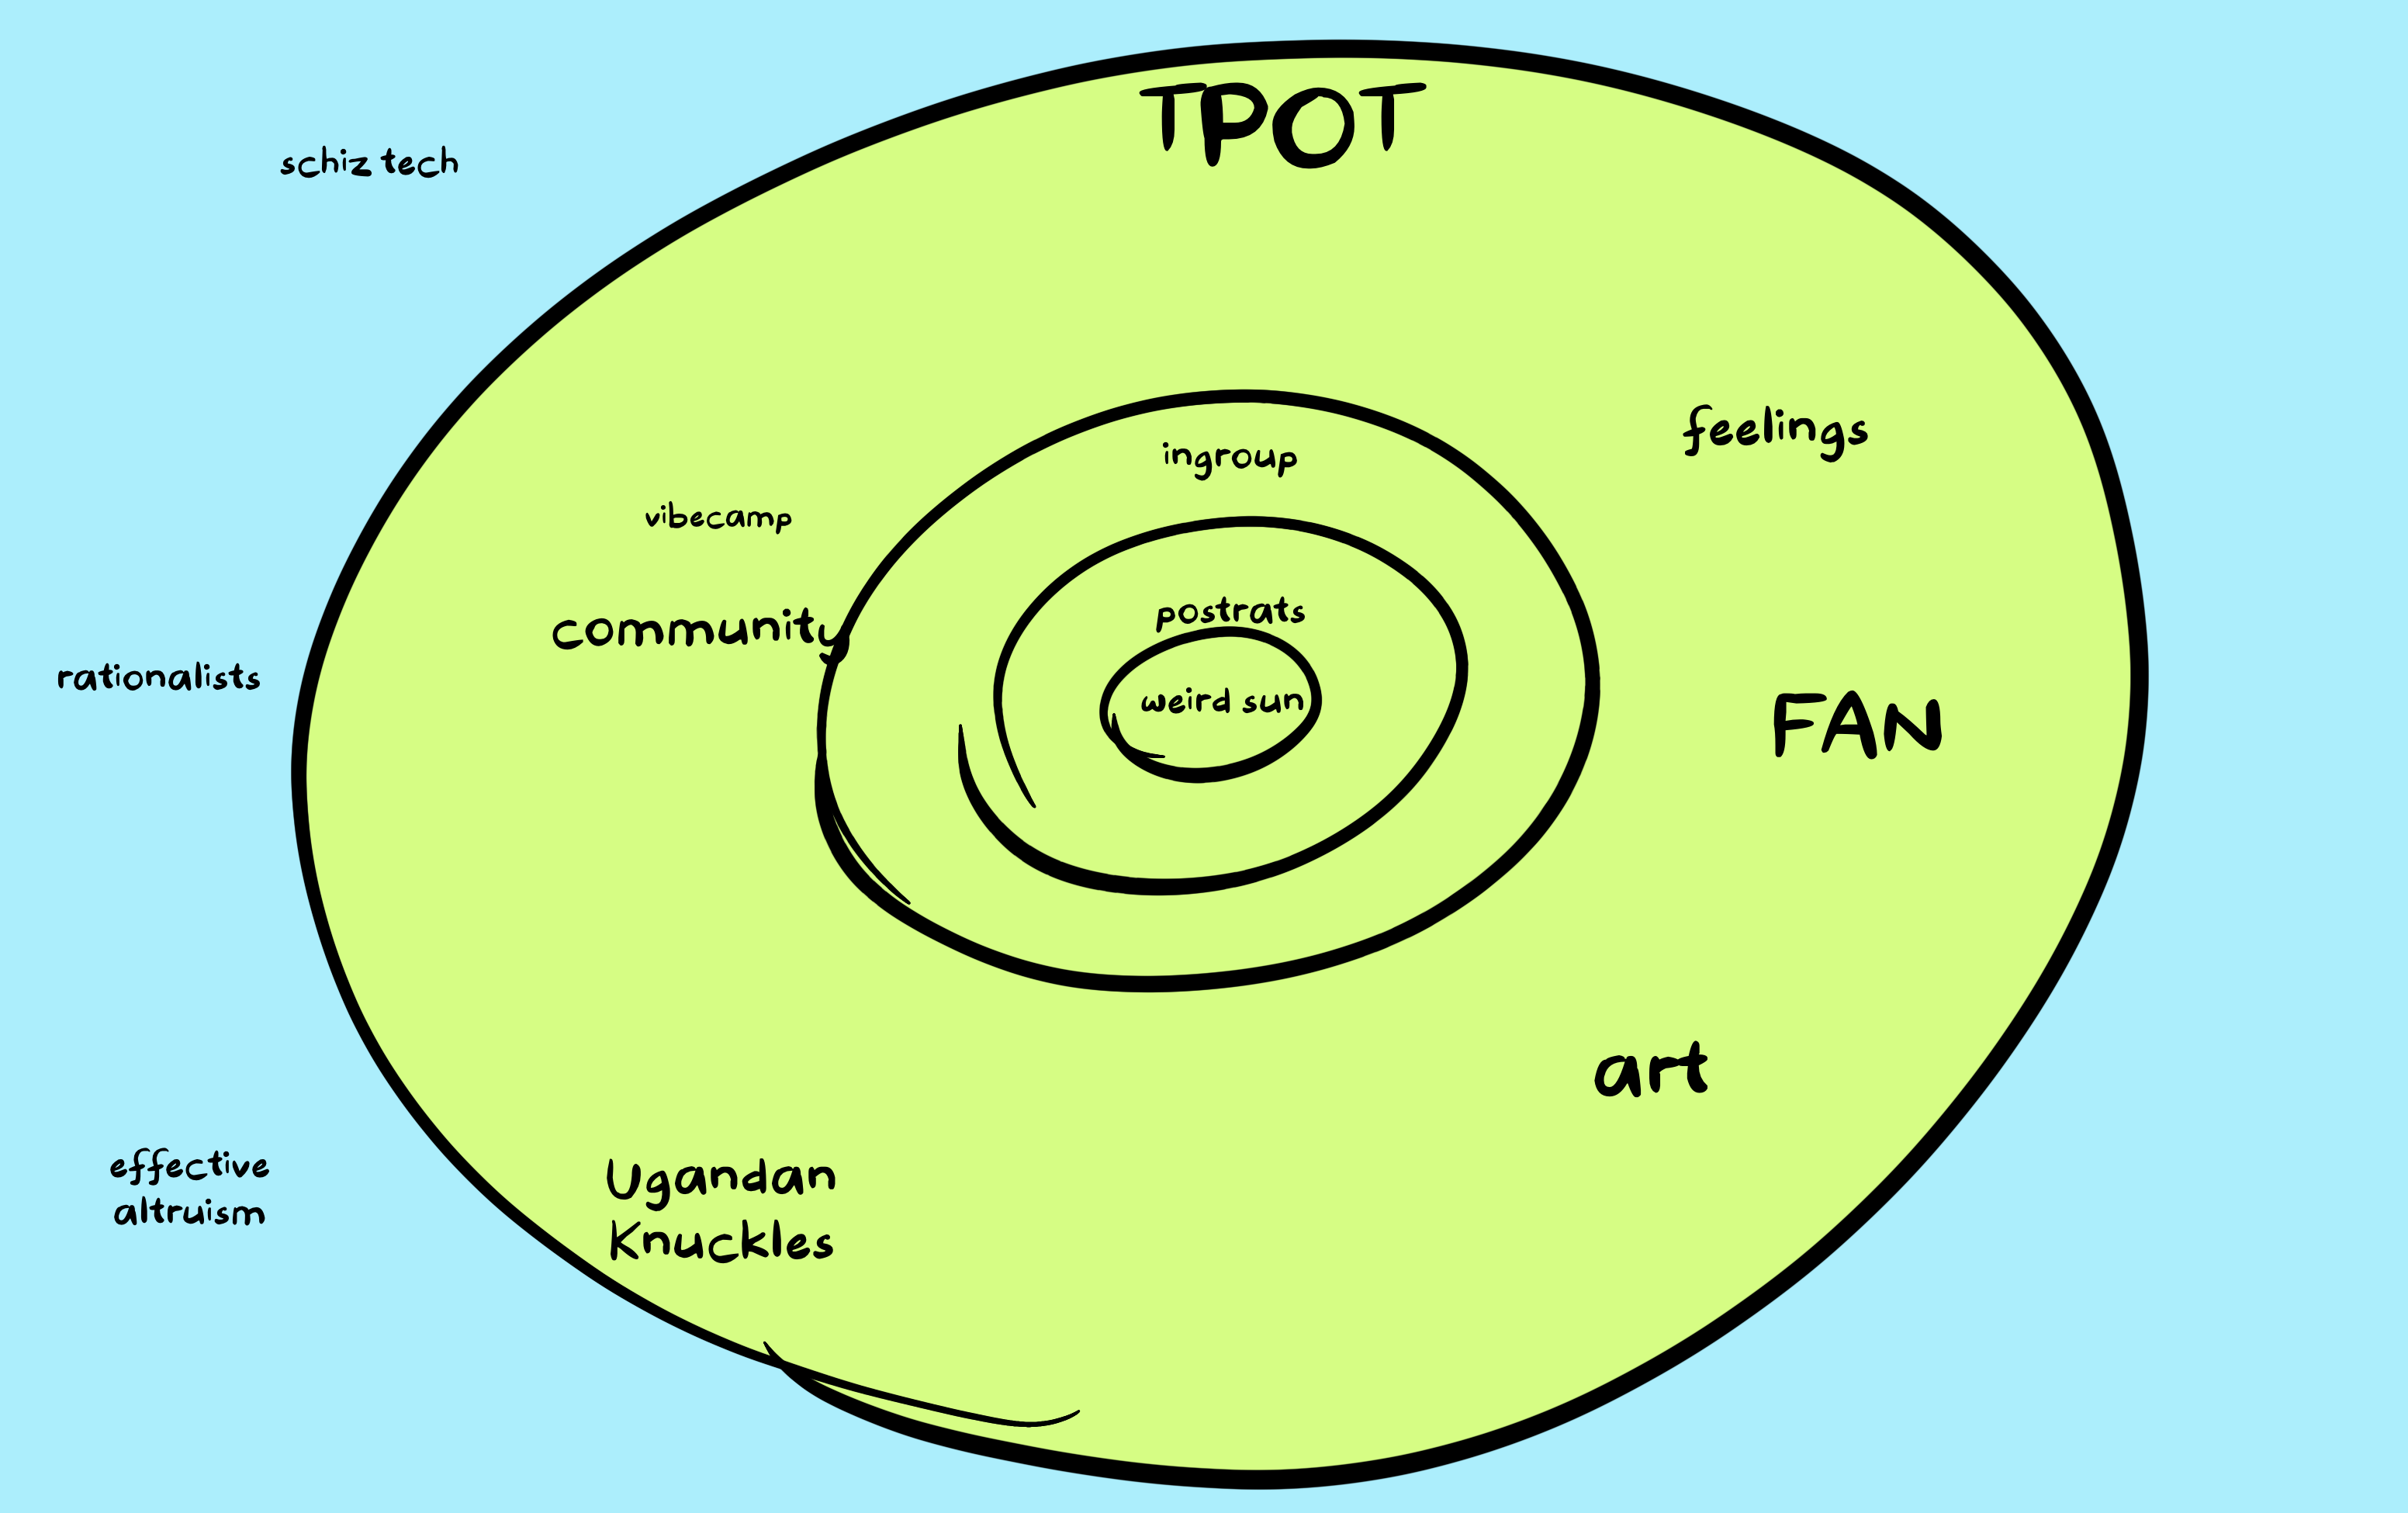 TPOT
schiz tech
feelings
ingroup
vibecamp
postrats
community
rationalists
weird sun
FAN
art
effective
altruism
Ugandan
Knuckles